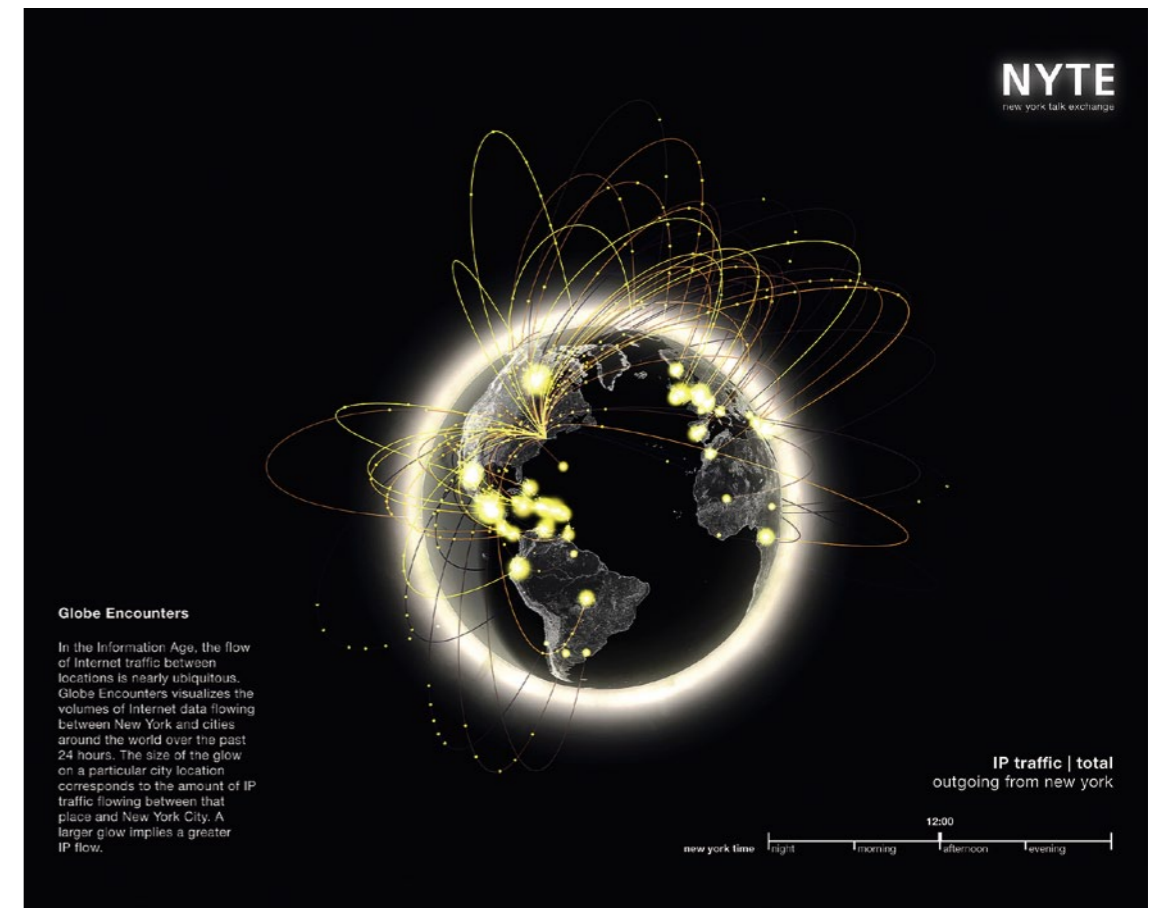 NYTE
new york talk exchange
Globe Encounters
In the Information Age, the flow
of Internet traffic between
locations is nearly ubiquitous.
Globe Encounters visualizes the
volumes of Internet data flowing
between New York and cities
around the world over the past
24 hours. The size of the glow
on a particular city location
corresponds to the amount of IP
traffic flowing between that
place and New York City. A
larger glow implies a greater
IP flow.
IP traffic | total
outgoing from new york
12:00
new york time night morning afternoon evening